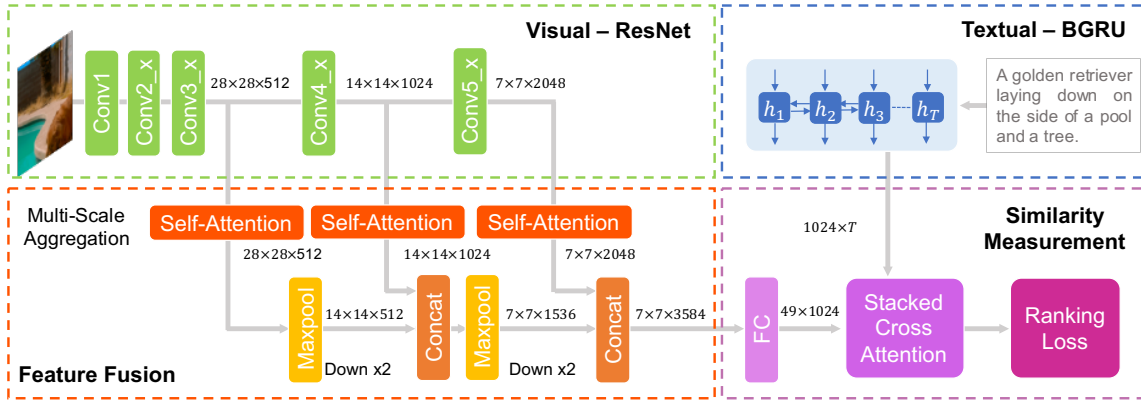 Visual – ResNet
Conv1
Conv2_x
Conv3_x
28×28×512
Conv4_x
14×14×1024
Conv5_x
7×7×2048
Textual – BGRU
h1
h2
h3
hT
A golden retriever
laying down on
the side of a pool
and a tree.
Multi-Scale
Aggregation
Self-Attention
Self-Attention
Self-Attention
28×28×512
14×14×1024
7×7×2048
Maxpool
14×14×512
Down x2
Concat
Maxpool
7×7×1536
Down x2
Concat
7×7×3584
Feature Fusion
1024×T
Similarity
Measurement
FC
49×1024
Stacked
Cross
Attention
Ranking
Loss